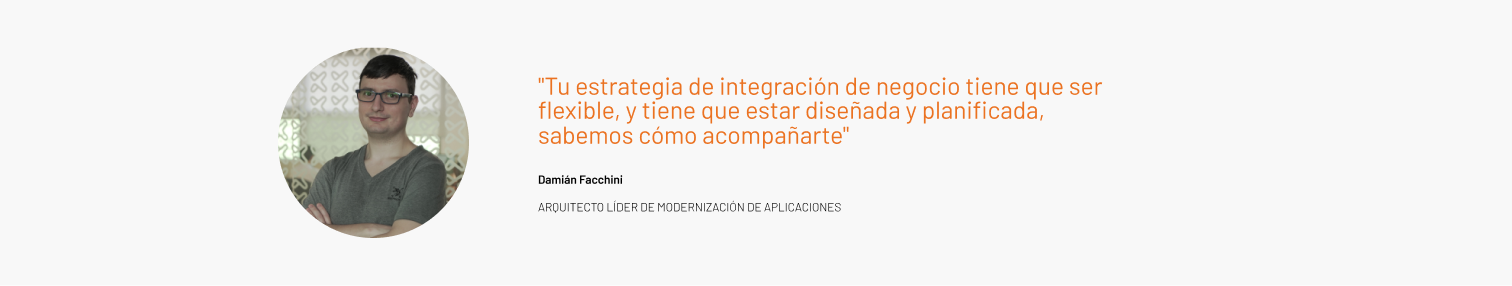 "Tu estrategia de integración de negocio tiene que ser
flexible, y tiene que estar diseñada y planificada,
sabemos cómo acompañarte"
Damián Facchini
ARQUITECTO LÍDER DE MODERNIZACIÓN DE APLICACIONES